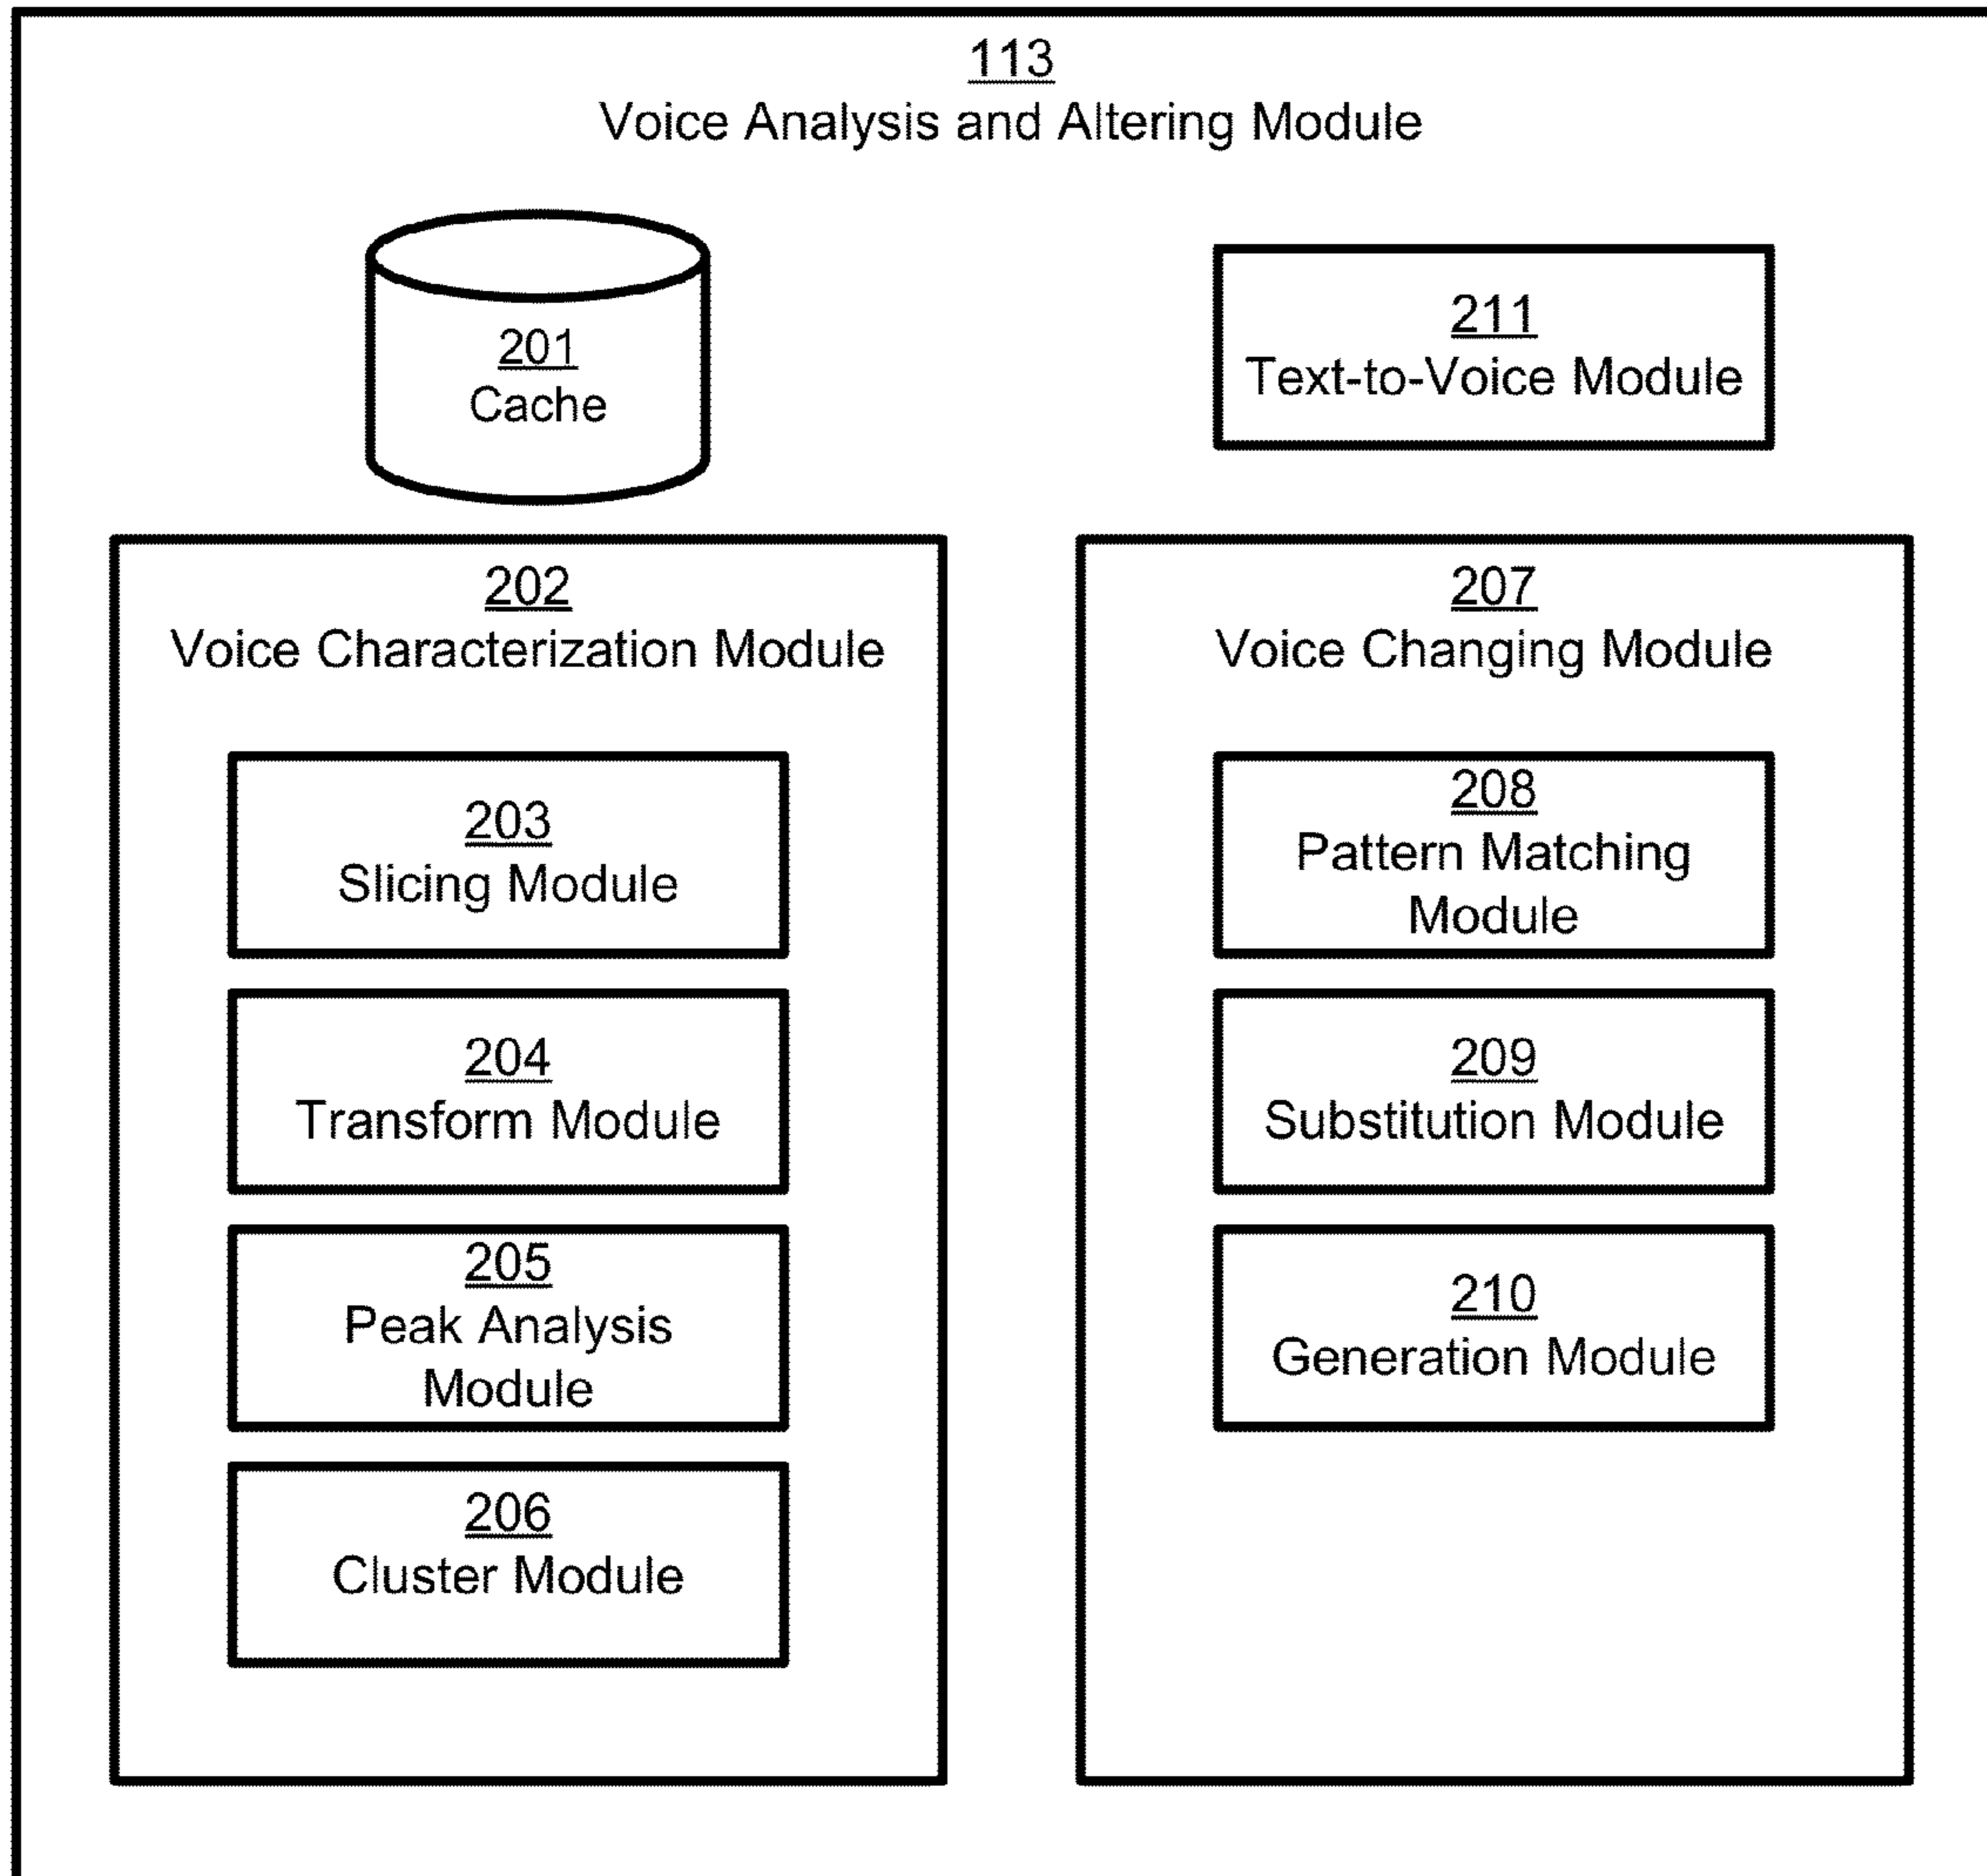 113
Voice Analysis and Altering Module
201
Cache
211
Text-to-Voice Module
202
Voice Characterization Module
203
Slicing Module
204
Transform Module
205
Peak Analysis
Module
206
Cluster Module
207
Voice Changing Module
208
Pattern Matching
Module
209
Substitution Module
210
Generation Module